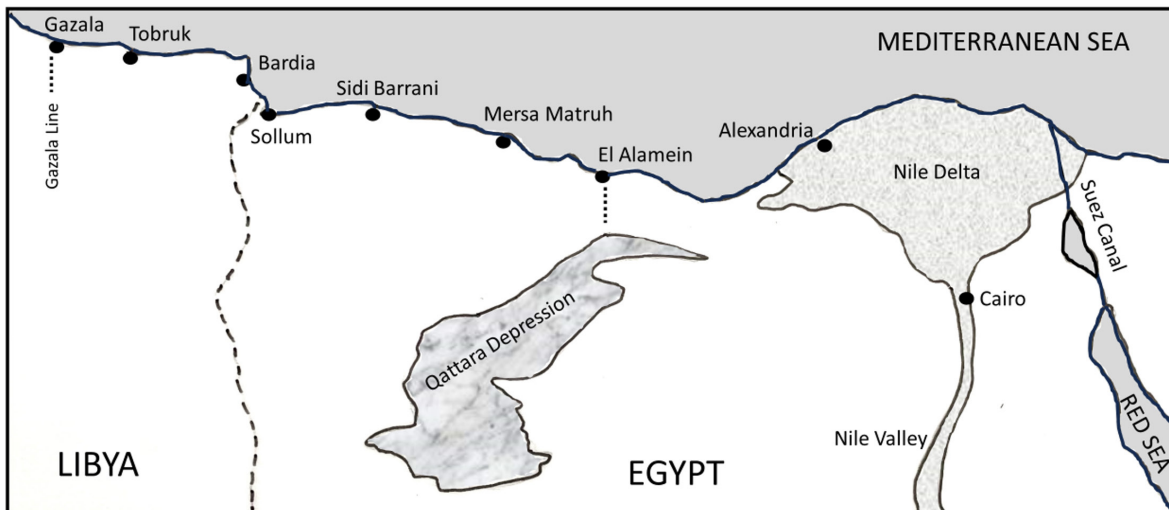 Gazala
Tobruk
MEDITERRANEAN SEA
Bardia
Sidi Barrani
Gazala Line
Sollum
Mersa Matruh
Alexandria
El Alamein
Nile Delta
Suez Canal
Cairo
Qattara Depression
RED SEA
Nile Valley
LIBYA
EGYPT